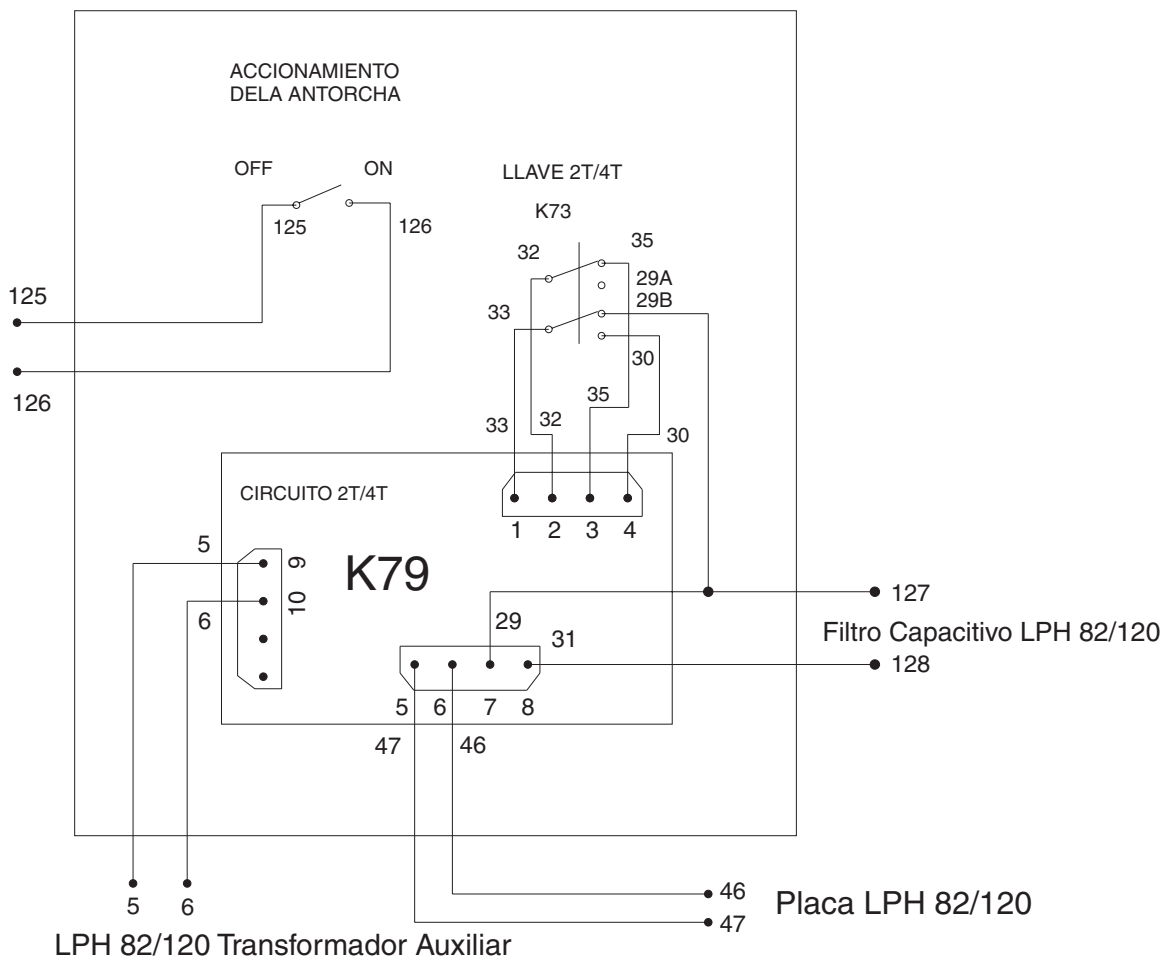 ACCIONAMIENTO
DELA ANTORCHA
OFF
ON
125
126
125
126
LLAVE 2T/4T
K73
32
35
29A
29B
33
30
35
33
32
30
CIRCUITO 2T/4T
1
2
3
4
K79
5
6
9
10
29
31
5
6
7
8
47
46
127
Filtro Capacitivo LPH 82/120
128
5
6
LPH 82/120 Transformador Auxiliar
46
47
Placa LPH 82/120